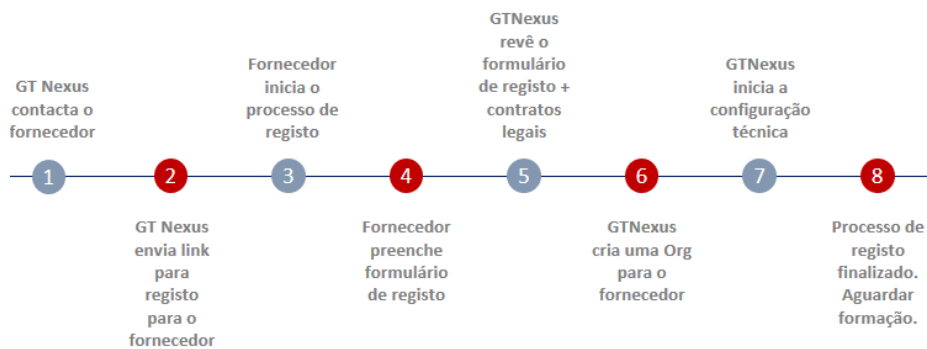 GT Nexus
contacta o
fornecedor
1
2
GT Nexus
envia link
para
registo
para o
fornecedor
Fornecedor
inicia o
processo de
registo
3
4
Fornecedor
preenche
formulário
de registo
GTNexus
revê o
formulário
de registo +
contratos
legais
5
6
GTNexus
cria uma Org
para o
fornecedor
GTNexus
inicia a
configuração
técnica
7
8
Processo de
registo
finalizado.
Aguardar
formação.